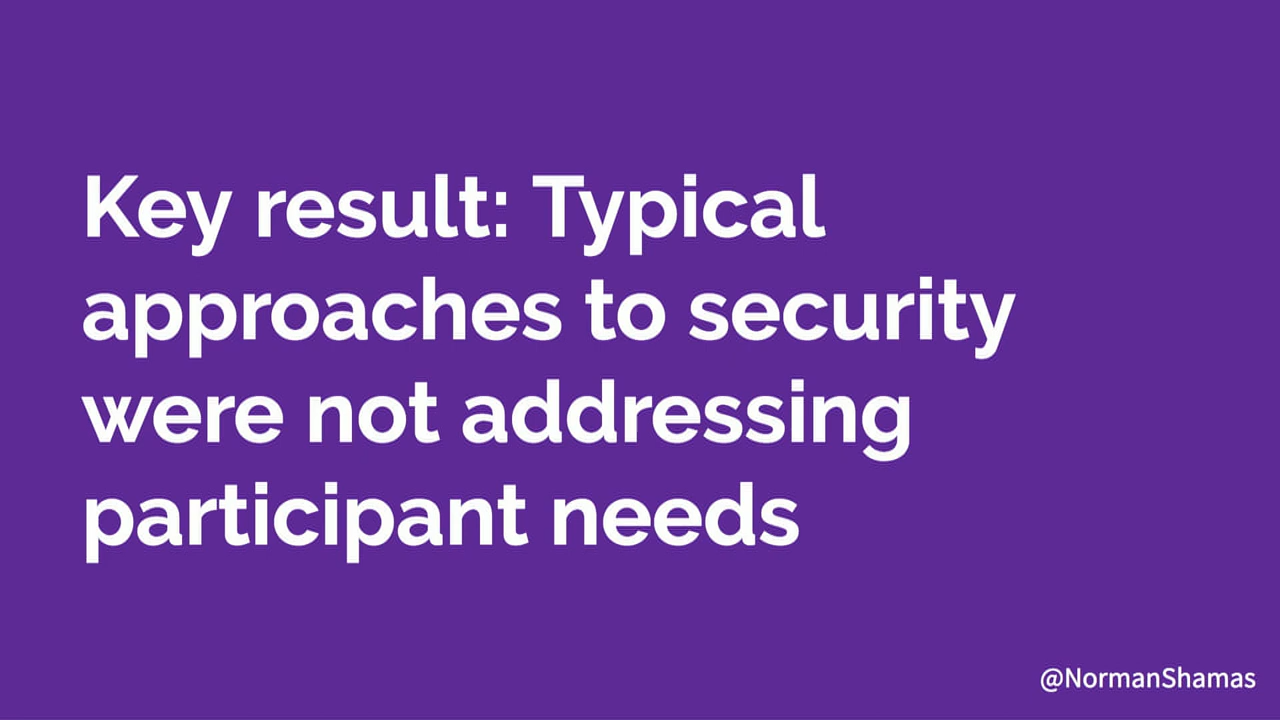 Key result: Typical
approaches to security
were not addressing
participant needs
@NormanShamas